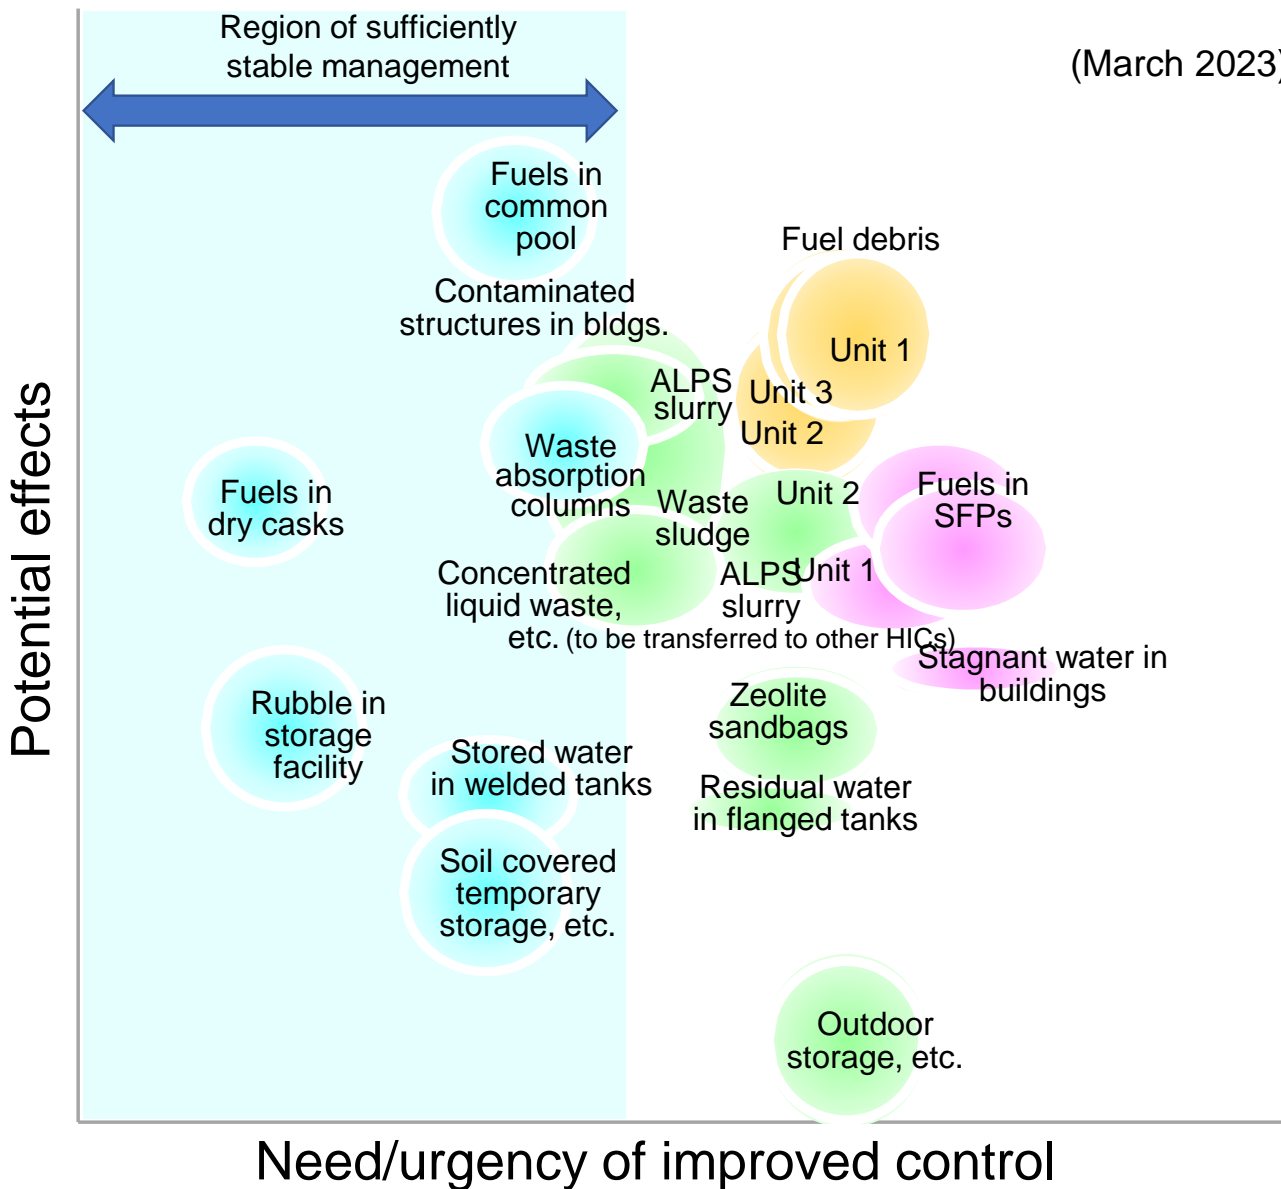 Region of sufficiently
stable management
(March 2023)
Fuels in
common
pool
Fuel debris
Contaminated
structures in bldgs.
Unit 1
ALPS
slurry
Unit 3
Unit 2
Waste
absorption
columns
Fuels in
dry casks
Waste
sludge
Unit 2
Fuels in
SFPs
Concentrated
liquid waste,
etc. (to be transferred to other HICs)
ALPS
slurry
Unit 1
Stagnant water in
buildings
Rubble in
storage
facility
Zeolite
sandbags
Stored water
in welded tanks
Residual water
in flanged tanks
Soil covered
temporary
storage, etc.
Outdoor
storage, etc.
Potential effects
Need/urgency of improved control